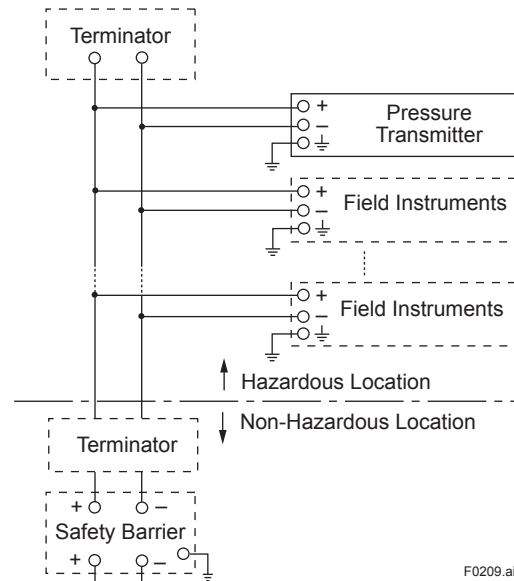 Terminator
+
Pressure
Transmitter
–
+
Field Instruments
–
+
Field Instruments
–
Hazardous Location
Non-Hazardous Location
Terminator
+ –
Safety Barrier
+ –
F0209.ai